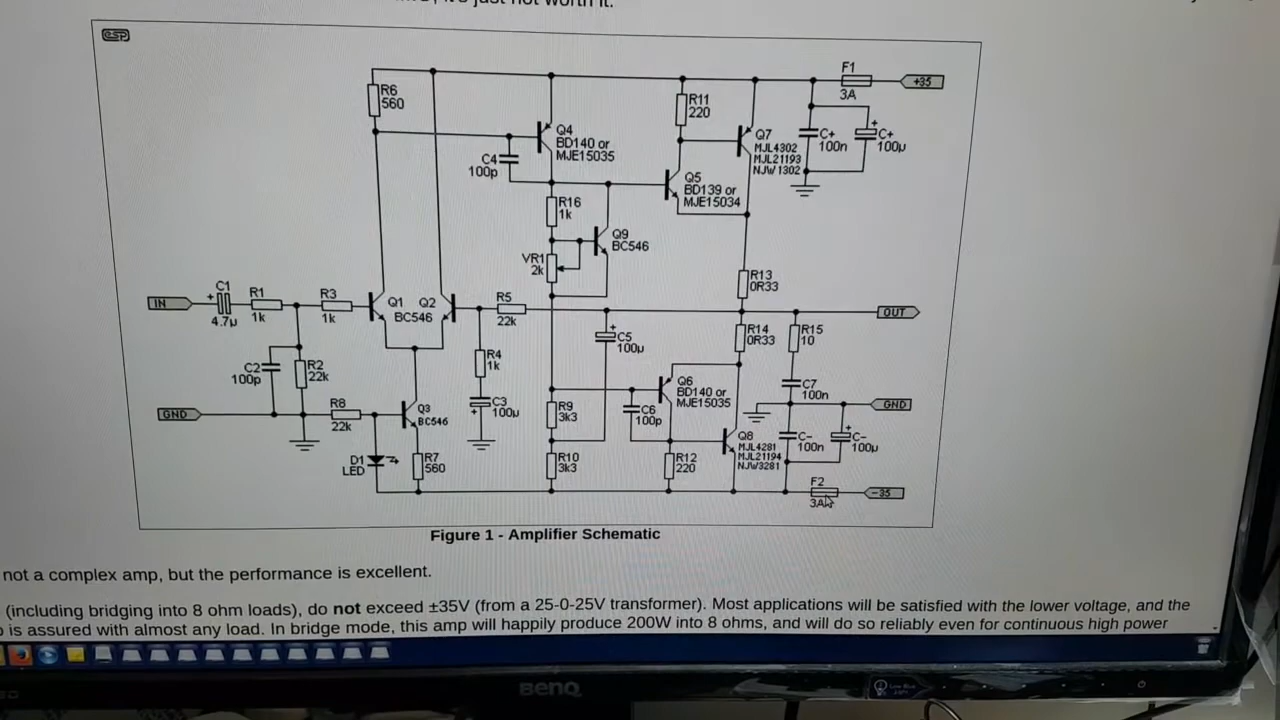 it's just not worth it.
esp
R6
560
F1
+35
3A
R11
220
Q4
BD140 or
MJE15035
Q7
MJL4302
MJL21193
NJW1302
C+
100n
+
C+
100µ
C4
100p
Q5
BD139 or
MJE15034
R16
1k
Q9
BC546
VR1
2k
R13
0R33
IN
+
C1
4.7µ
R1
1k
R3
1k
Q1 Q2
BC546
R5
22k
OUT
+
C5
100µ
R14
0R33
R15
10
C2
100p
R2
22k
R4
1k
Q6
BD140 or
MJE15035
C7
100n
GND
R8
22k
Q3
BC546
+
C3
100µ
R9
3k3
C6
100p
GND
Q8
MJL4281
MJL21194
NJW3281
C-
100n
+
C-
100µ
D1
LED
R7
560
R10
3k3
R12
220
F2
-35
3A
Figure 1 - Amplifier Schematic
not a complex amp, but the performance is excellent.
(including bridging into 8 ohm loads), do not exceed ±35V (from a 25-0-25V transformer). Most applications will be satisfied with the lower voltage, and the
is assured with almost any load. In bridge mode, this amp will happily produce 200W into 8 ohms, and will do so reliably even for continuous high power
BenQ